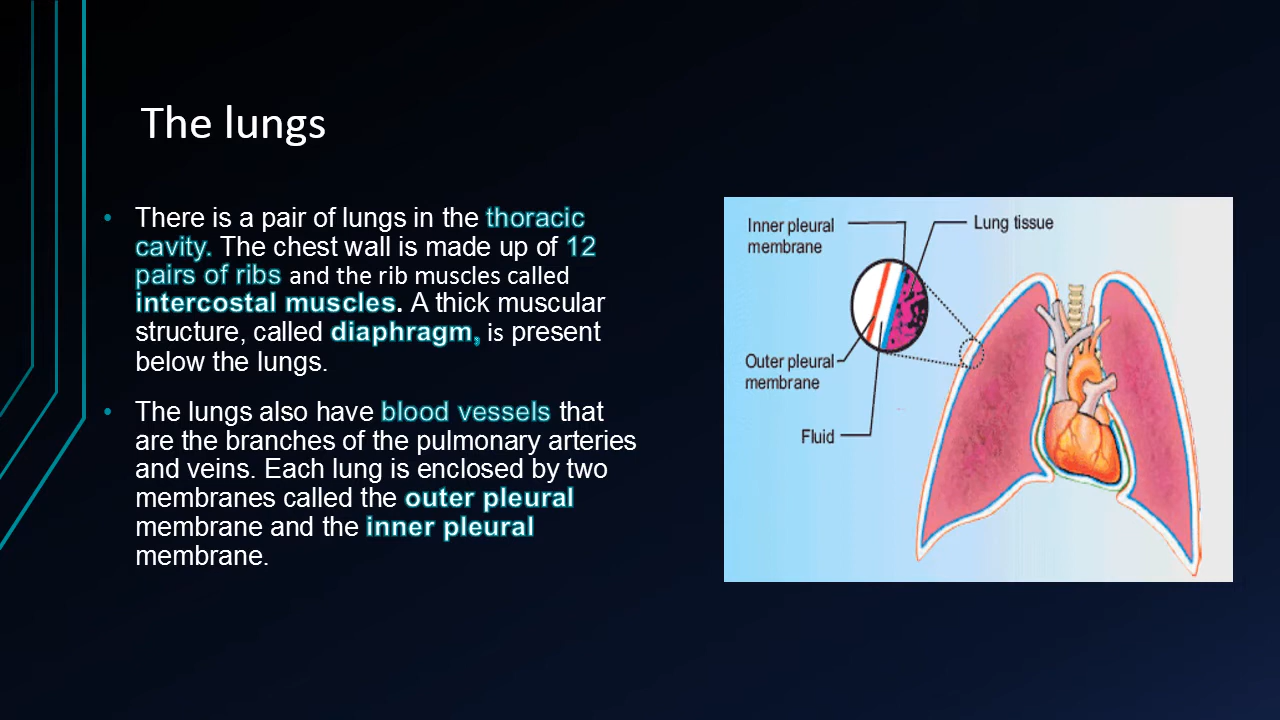 The lungs
• There is a pair of lungs in the thoracic
cavity. The chest wall is made up of 12
pairs of ribs and the rib muscles called
intercostal muscles. A thick muscular
structure, called diaphragm, is present
below the lungs.
• The lungs also have blood vessels that
are the branches of the pulmonary arteries
and veins. Each lung is enclosed by two
membranes called the outer pleural
membrane and the inner pleural
membrane.
Inner pleural
membrane
Lung tissue
Outer pleural
membrane
Fluid